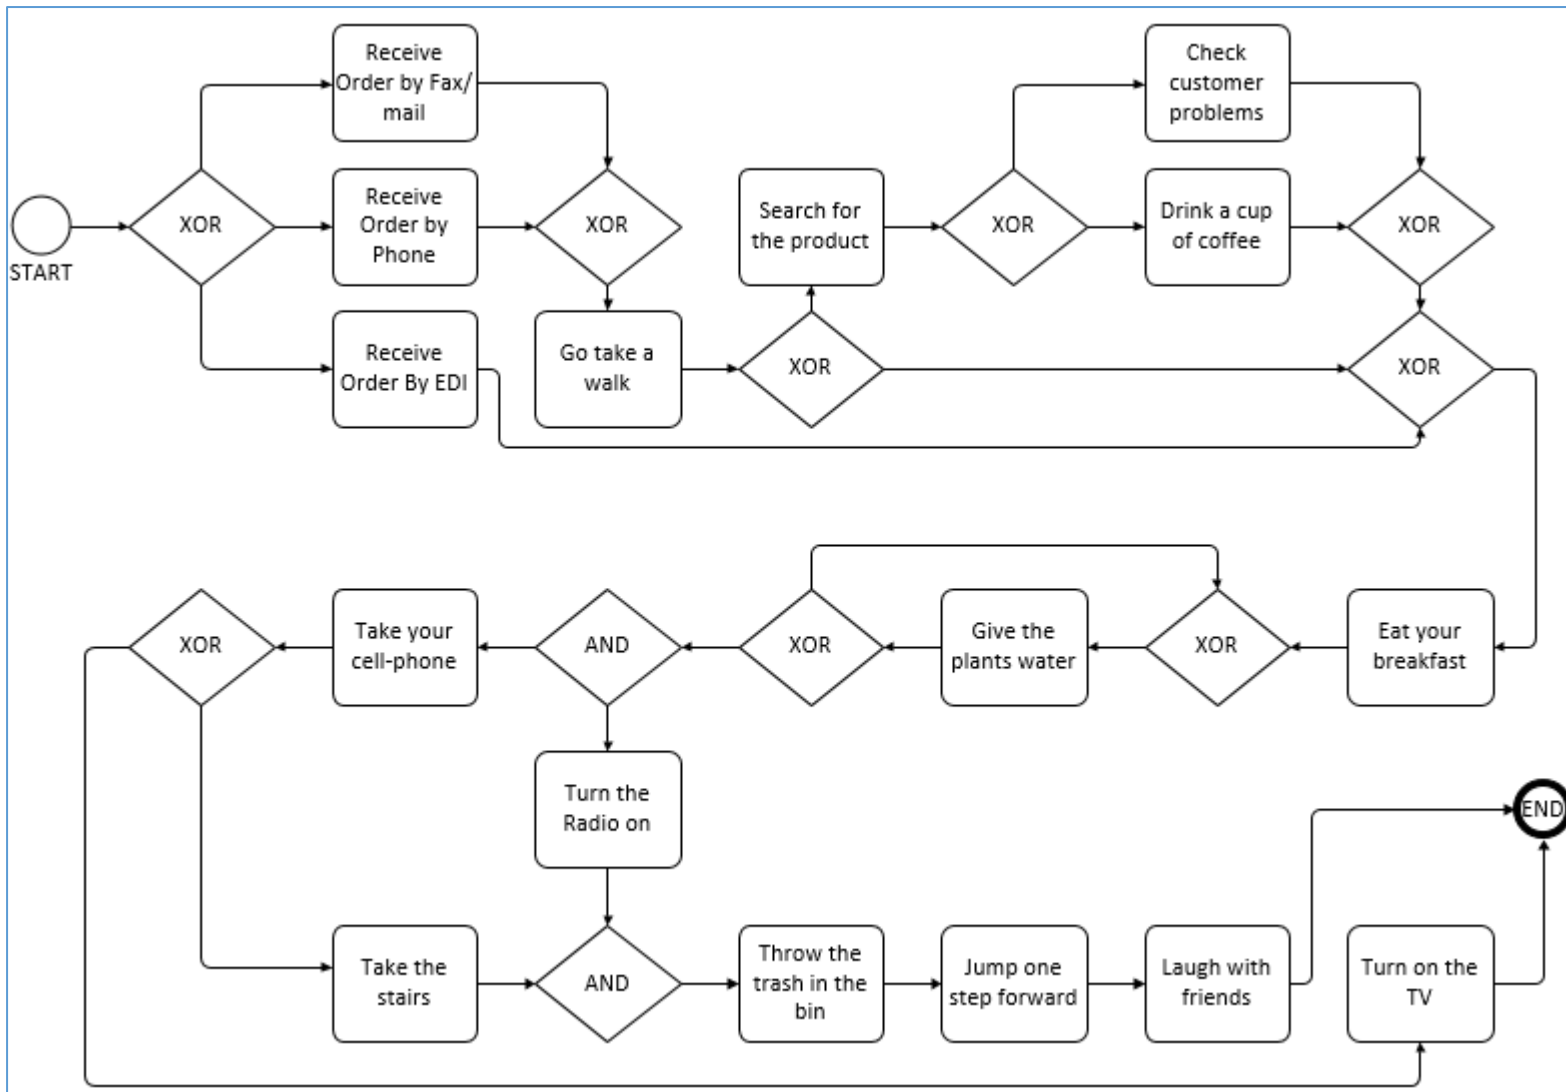 Receive
Order by Fax/
mail
Check
customer
problems
START
XOR
Receive
Order by
Phone
XOR
Search for
the product
XOR
Drink a cup
of coffee
XOR
Receive
Order By EDI
Go take a
walk
XOR
XOR
XOR
Take your
cell-phone
AND
XOR
Give the
plants water
XOR
Eat your
breakfast
Turn the
Radio on
END
Take the
stairs
AND
Throw the
trash in the
bin
Jump one
step forward
Laugh with
friends
Turn on the
TV